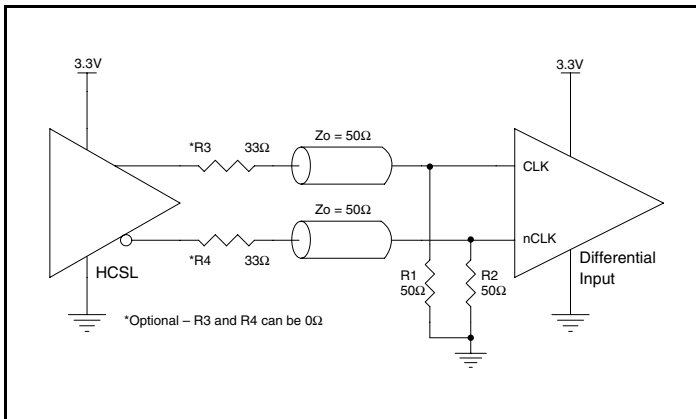 3.3V
3.3V
*R3 33Ω
Zo = 50Ω
CLK
Zo = 50Ω
nCLK
*R4 33Ω
HCSL
R1
50Ω
R2
50Ω
Differential
Input
*Optional – R3 and R4 can be 0Ω